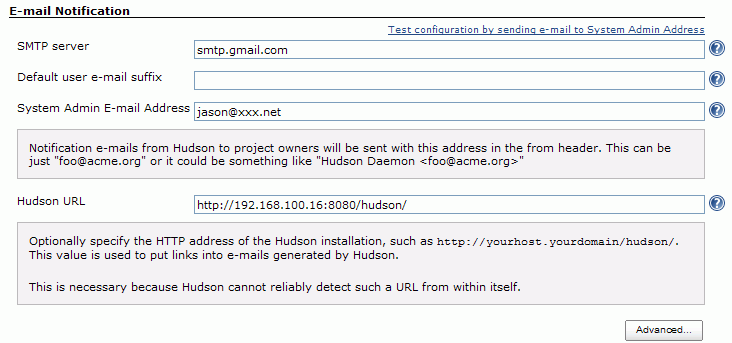 E-mail Notification
Test configuration by sending e-mail to System Admin Address
SMTP server
smtp.gmail.com
Default user e-mail suffix
System Admin E-mail Address
jason@xxx.net
Notification e-mails from Hudson to project owners will be sent with this address in the from header. This can be
just "foo@acme.org" or it could be something like "Hudson Daemon <foo@acme.org>"
Hudson URL
http://192.168.100.16:8080/hudson/
Optionally specify the HTTP address of the Hudson installation, such as http://yourhost.yourdomain/hudson/.
This value is used to put links into e-mails generated by Hudson.
This is necessary because Hudson cannot reliably detect such a URL from within itself.
Advanced...